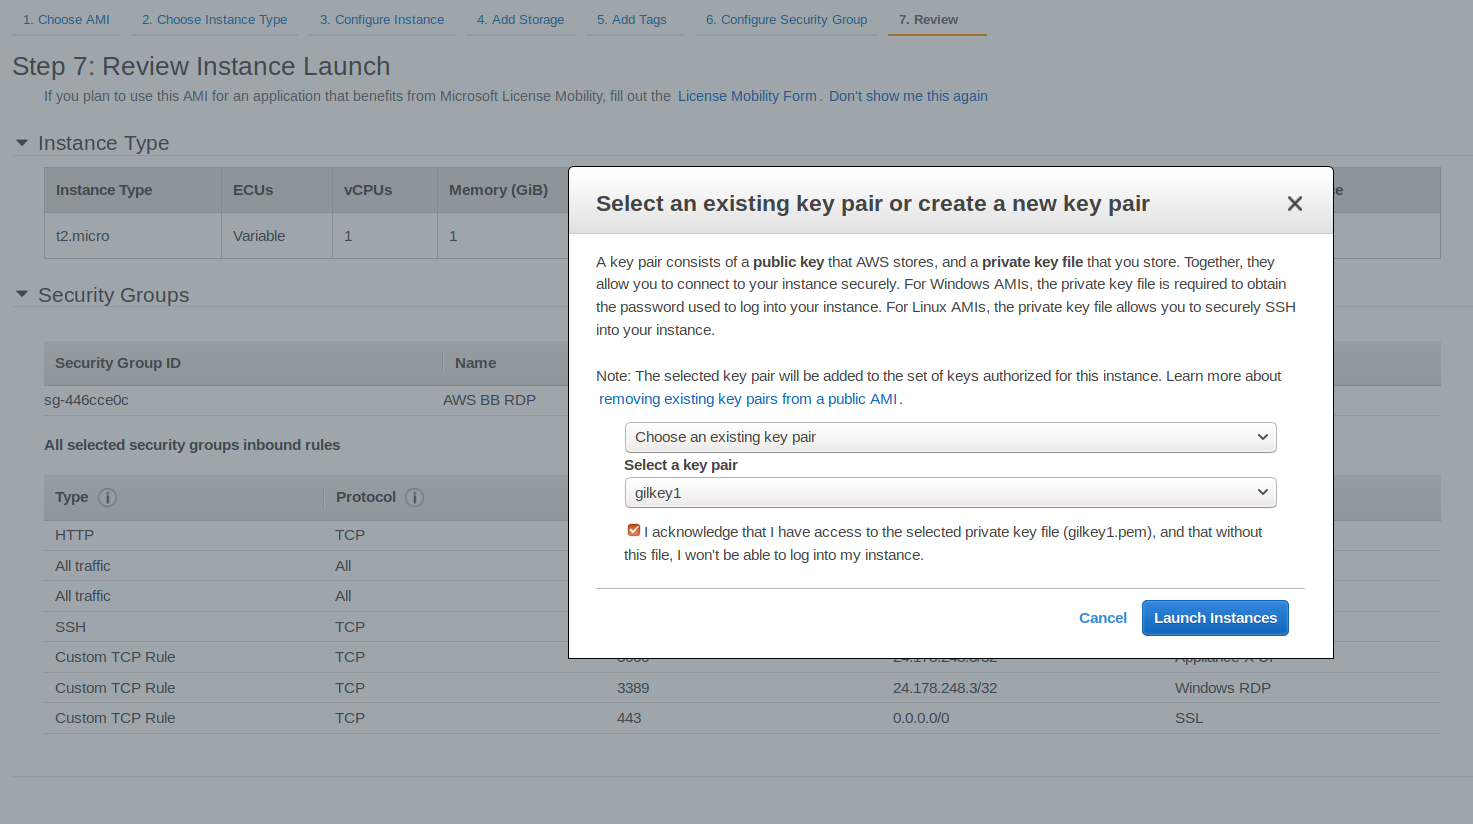 1. Choose AMI 2. Choose Instance Type 3. Configure Instance 4. Add Storage 5. Add Tags 6. Configure Security Group 7. Review
Step 7: Review Instance Launch
If you plan to use this AMI for an application that benefits from Microsoft License Mobility, fill out the License Mobility Form. Don't show me this again
Instance Type
Instance Type ECUs vCPUs Memory (GiB)
t2.micro Variable 1 1
Security Groups
Security Group ID Name
sg-446cce0c AWS BB RDP
All selected security groups inbound rules
Type Protocol
HTTP TCP
All traffic All
All traffic All
SSH TCP
Custom TCP Rule TCP
Custom TCP Rule TCP 3389 24.178.248.3/32 Windows RDP
Custom TCP Rule TCP 443 0.0.0.0/0 SSL
Select an existing key pair or create a new key pair
A key pair consists of a public key that AWS stores, and a private key file that you store. Together, they
allow you to connect to your instance securely. For Windows AMIs, the private key file is required to obtain
the password used to log into your instance. For Linux AMIs, the private key file allows you to securely SSH
into your instance.
Note: The selected key pair will be added to the set of keys authorized for this instance. Learn more about
removing existing key pairs from a public AMI.
Choose an existing key pair
Select a key pair
gilkey1
I acknowledge that I have access to the selected private key file (gilkey1.pem), and that without
this file, I won't be able to log into my instance.
Cancel Launch Instances